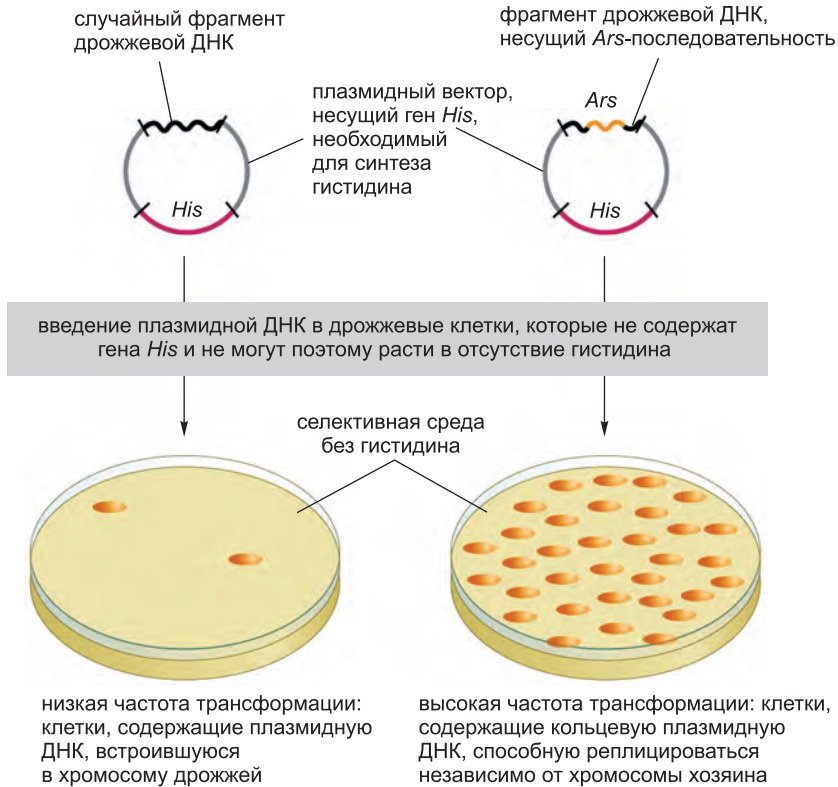 случайный фрагмент
дрожжевой ДНК
фрагмент дрожжевой ДНК,
несущий Ars-последовательность
плазмидный вектор,
несущий ген His,
необходимый
для синтеза
гистидина
Ars
His
His
введение плазмидной ДНК в дрожжевые клетки, которые не содержат
гена His и не могут поэтому расти в отсутствие гистидина
селективная среда
без гистидина
низкая частота трансформации:
клетки, содержащие плазмидную
ДНК, встроившуюся
в хромосому дрожжей
высокая частота трансформации: клетки,
содержащие кольцевую плазмидную
ДНК, способную реплицироваться
независимо от хромосомы хозяина